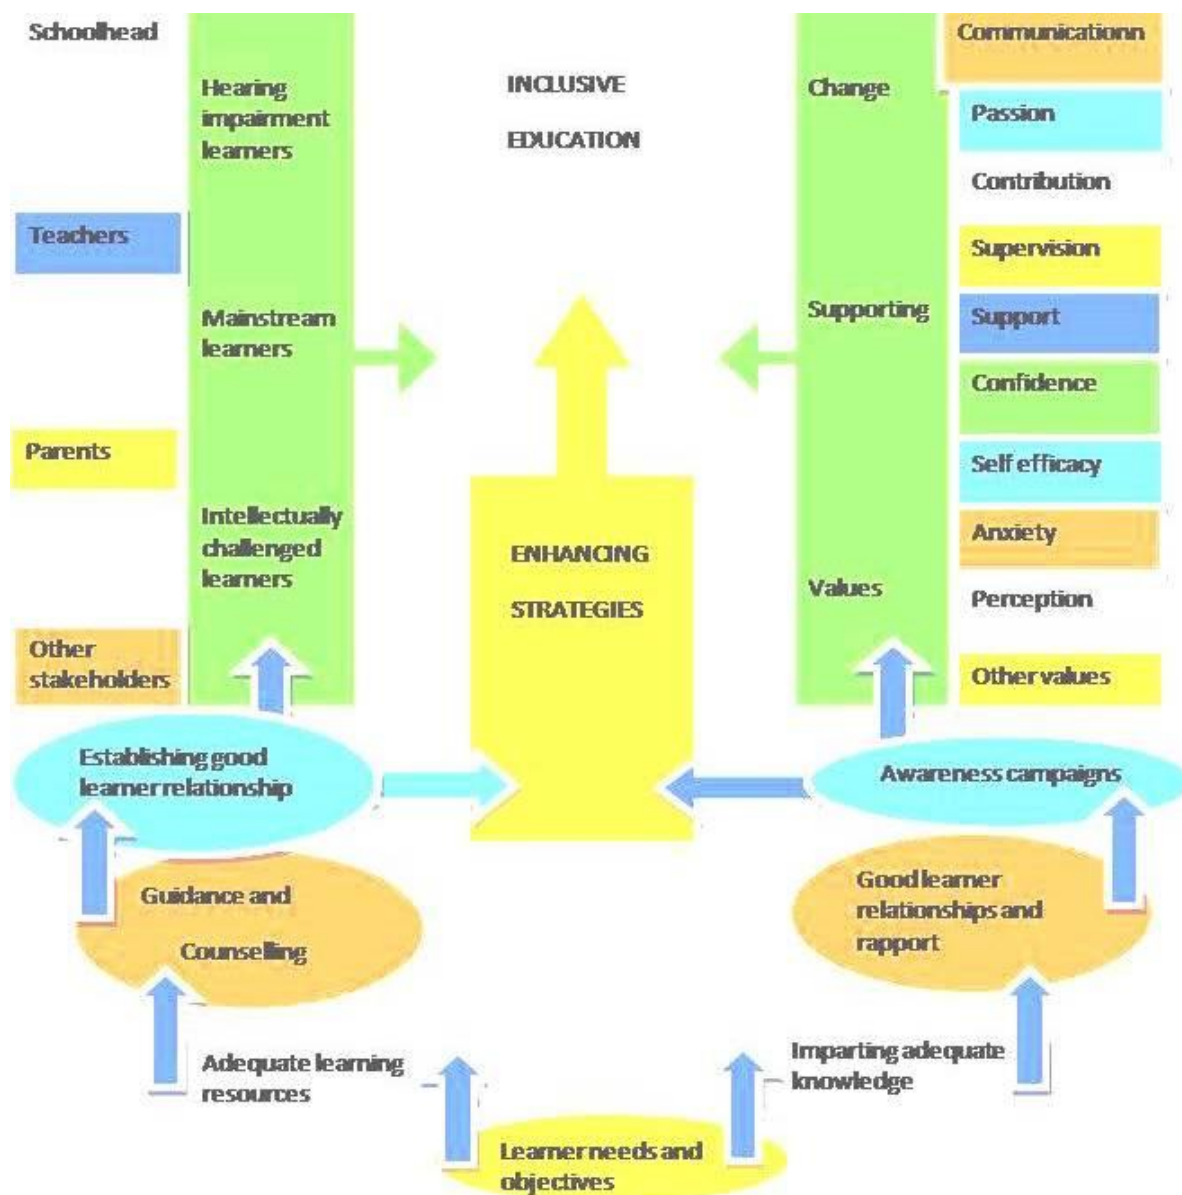 Schoolhead
Hearing
impairment
learners
Teachers
Mainstream
learners
Parents
Intellectually
challenged
learners
Other
stakeholders
INCLUSIVE
EDUCATION
ENHANCING
STRATEGIES
Change
Supporting
Values
Communicationn
Passion
Contribution
Supervision
Support
Confidence
Self efficacy
Anxiety
Perception
Other values
Establishing good
learner relationship
Awareness campaigns
Guidance and
Counselling
Good learner
relationships and
rapport
Adequate learning
resources
Imparting adequate
knowledge
Learner needs and
objectives